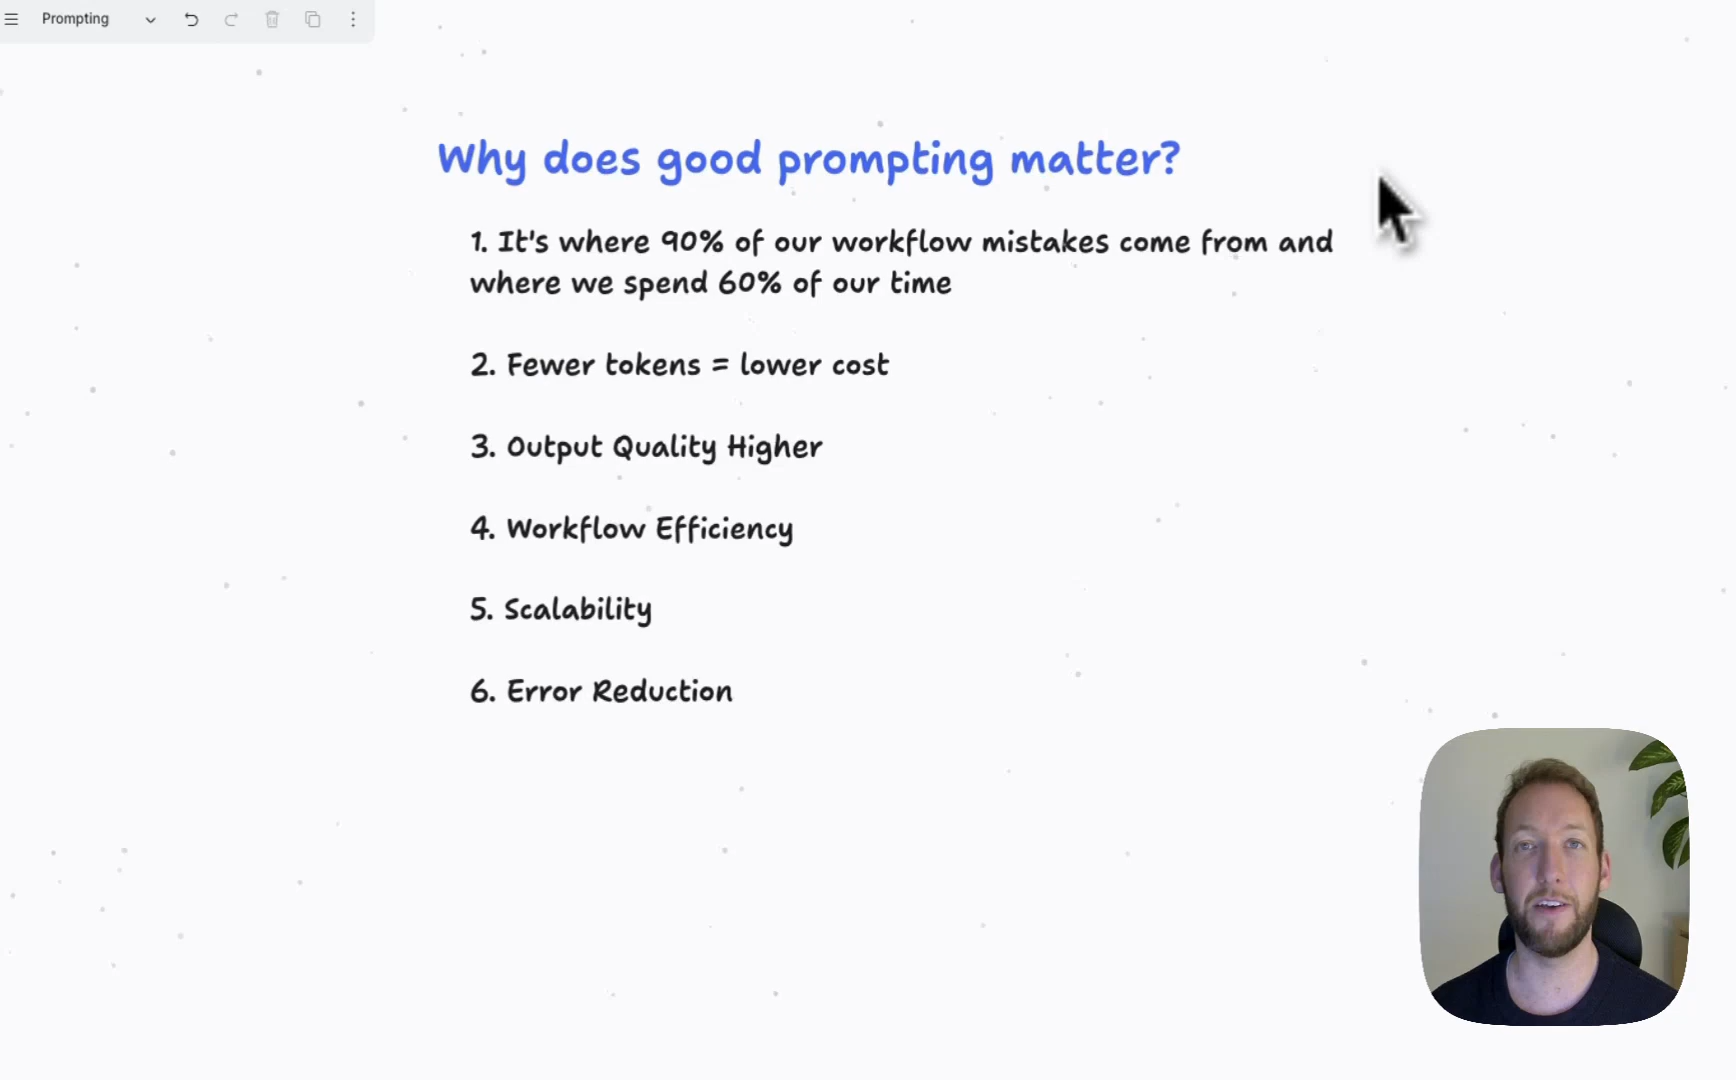 Prompting
Why does good prompting matter?
1. It's where 90% of our workflow mistakes come from and
where we spend 60% of our time
2. Fewer tokens = lower cost
3. Output Quality Higher
4. Workflow Efficiency
5. Scalability
6. Error Reduction